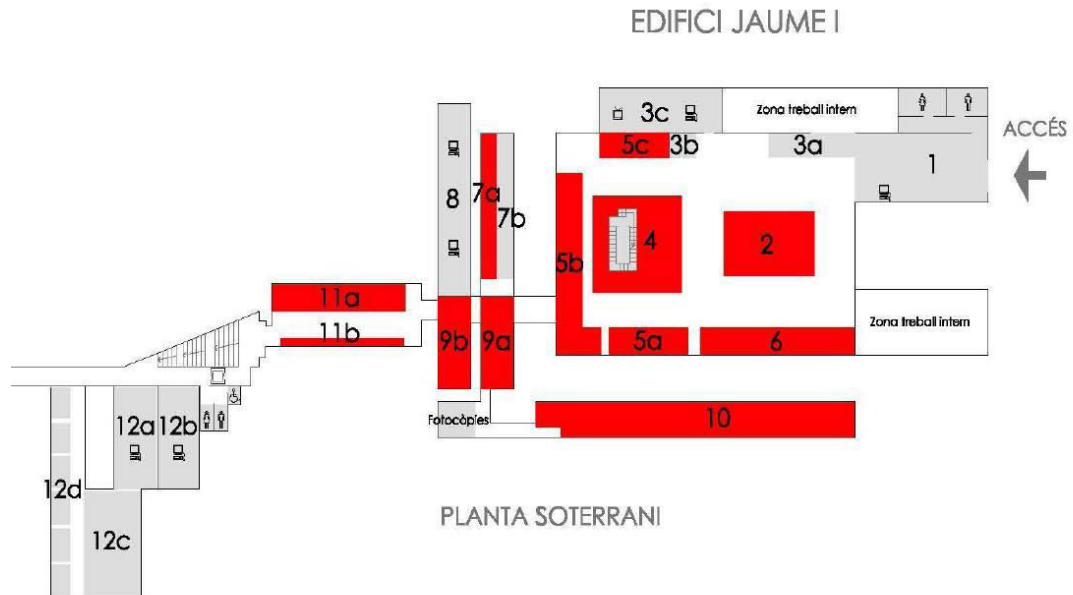 EDIFICI JAUME I
3c
Zona treball intern
ACCÉS
5c
3b
3a
1
8
7a
7b
5b
4
2
11a
11b
9b
9a
5a
6
Zona treball intern
Fotocòpies
10
12a
12b
12d
12c
PLANTA SOTERRANI